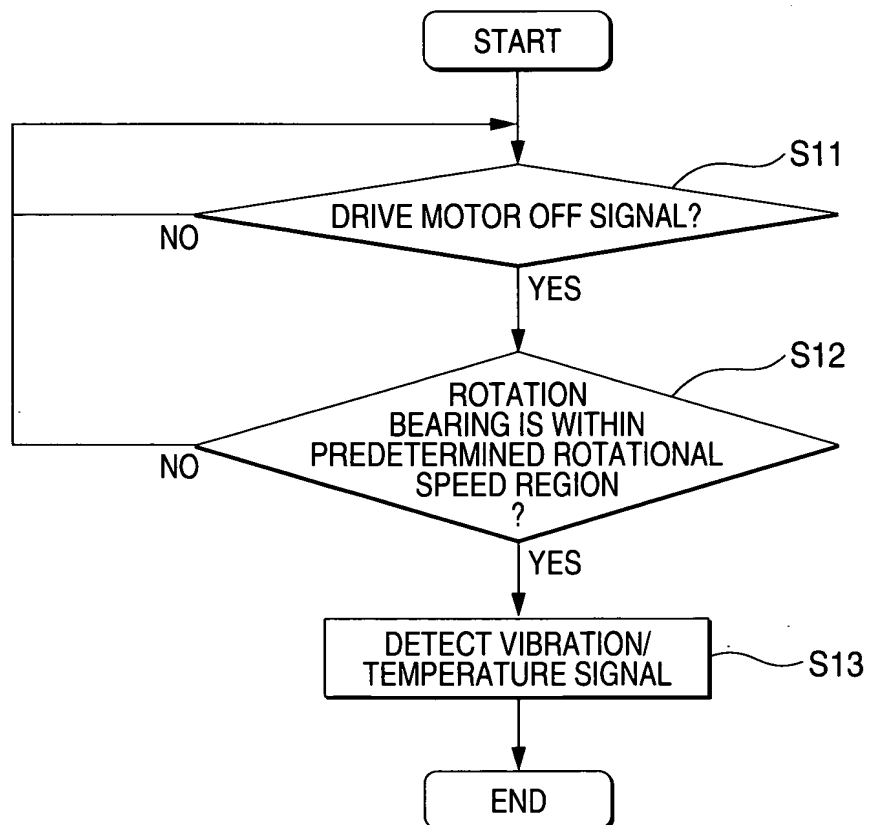 START
S11
DRIVE MOTOR OFF SIGNAL?
NO
YES
S12
ROTATION
BEARING IS WITHIN
PREDETERMINED ROTATIONAL
SPEED REGION
?
NO
YES
DETECT VIBRATION/
TEMPERATURE SIGNAL
S13
END